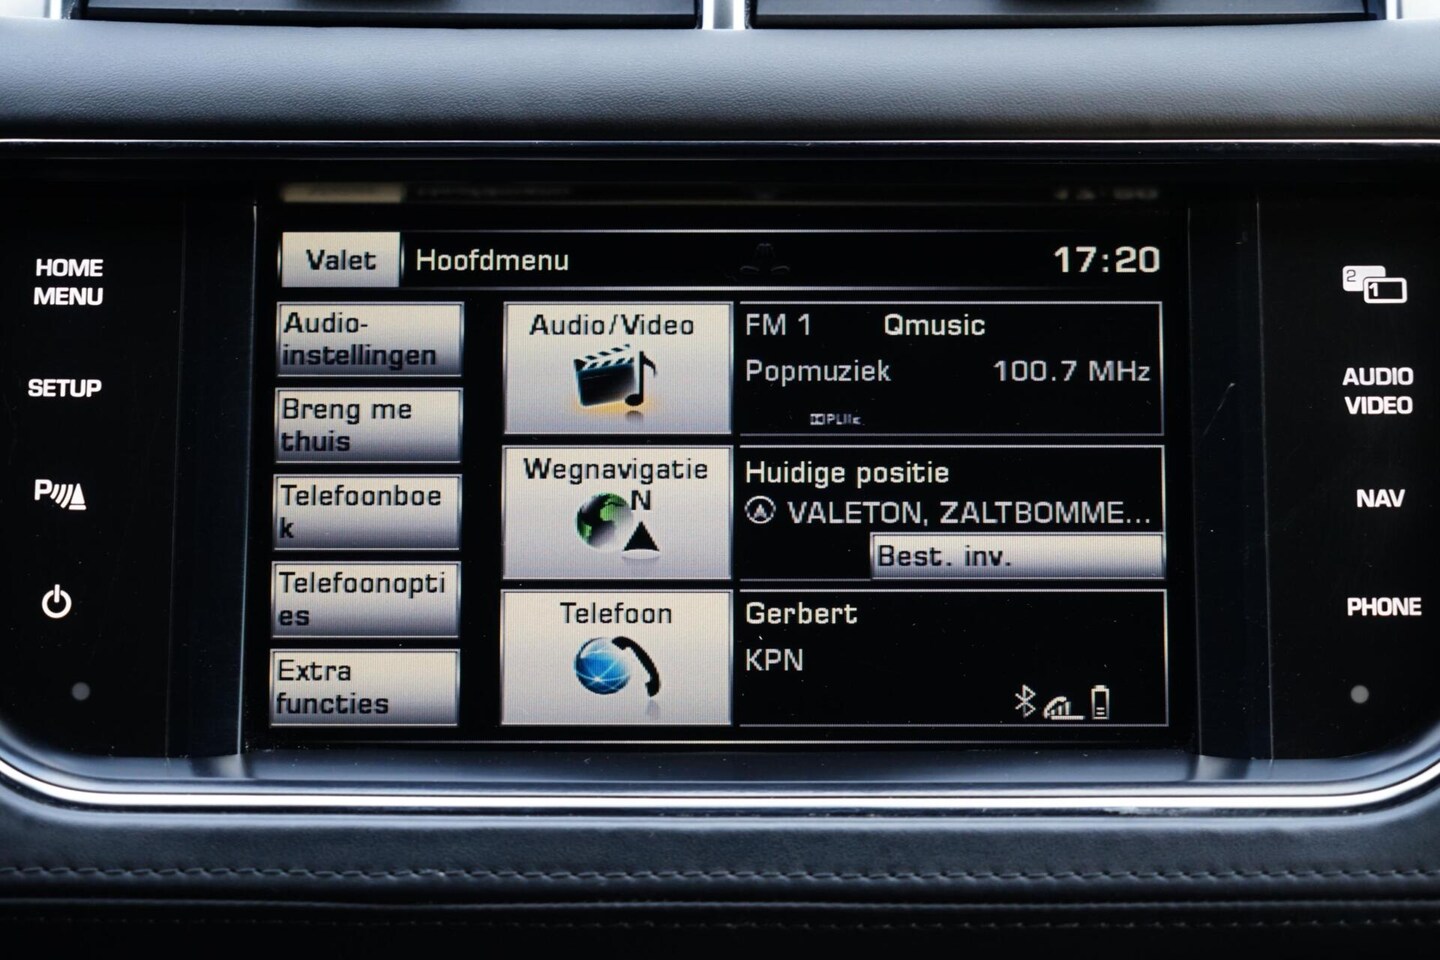 HOME
MENU
SETUP
P
Valet Hoofdmenu 17:20
Audio-
instellingen
Breng me
thuis
Telefoonboe
k
Telefoonopti
es
Extra
functies
Audio/Video
Wegnavigatie
N
Telefoon
FM 1 Qmusic
Popmuziek 100.7 MHz
Huidige positie
VALETON, ZALTBOMME...
Best. inv.
Gerbert
KPN
2
1
AUDIO
VIDEO
NAV
PHONE